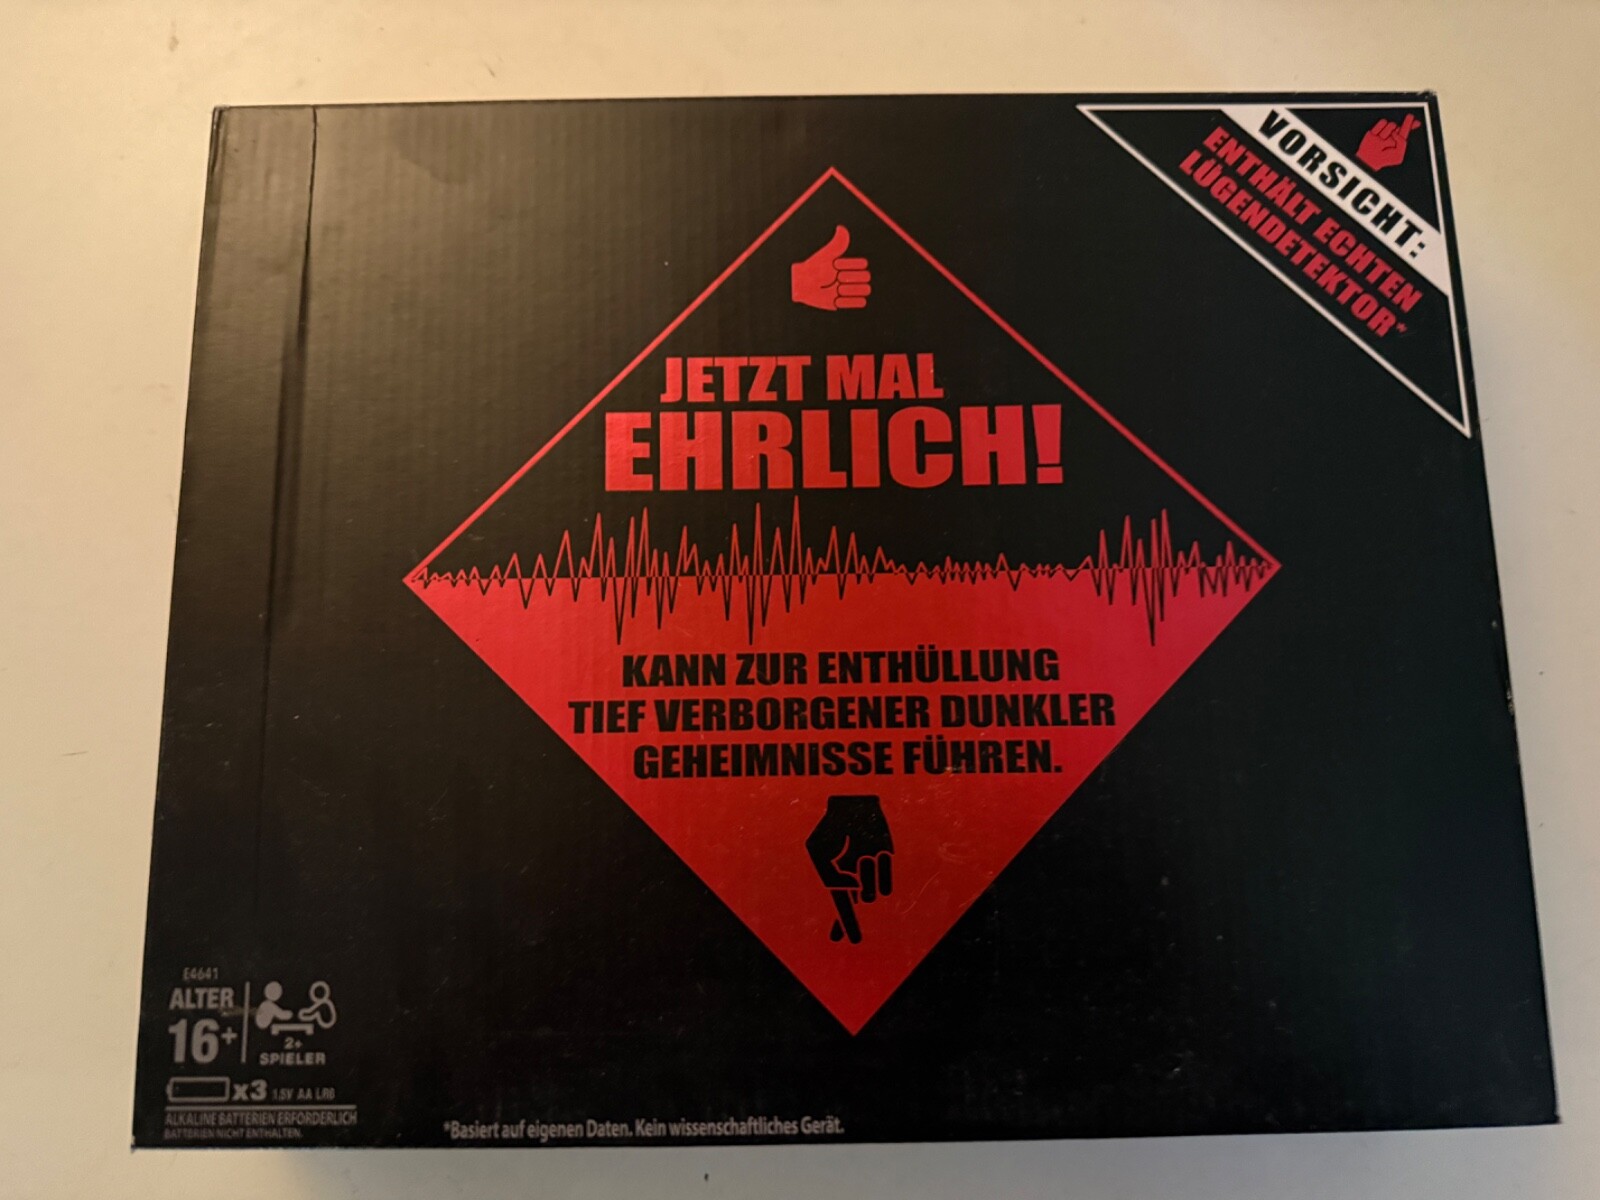 VORSICHT:
ENTHÄLT ECHTEN
LÜGENDETEKTOR*
JETZT MAL
EHRLICH!
KANN ZUR ENTHÜLLUNG
TIEF VERBORGENER DUNKLER
GEHEIMNISSE FÜHREN.
E4641
ALTER
16+
2+
SPIELER
x3 1.5V AA LR6
ALKALINE BATTERIEN ERFORDERLICH
BATTERIEN NICHT ENTHALTEN.
*Basiert auf eigenen Daten. Kein wissenschaftliches Gerät.